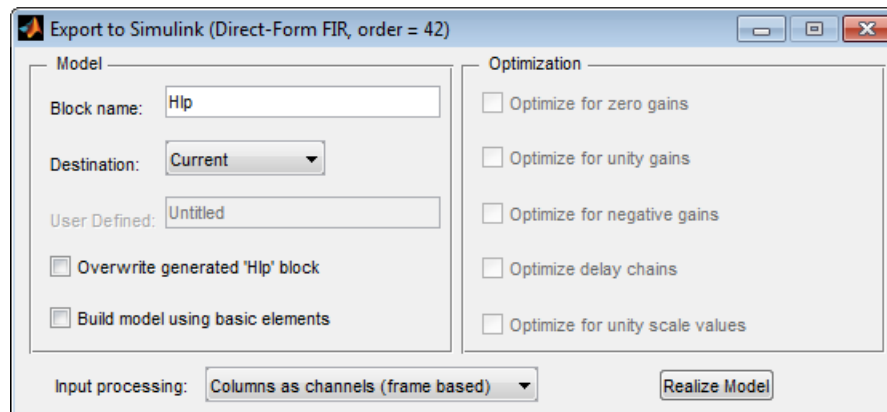 Export to Simulink (Direct-Form FIR, order = 42)
Model
Block name: Hlp
Destination: Current
User Defined: Untitled
Overwrite generated 'Hlp' block
Build model using basic elements
Optimization
Optimize for zero gains
Optimize for unity gains
Optimize for negative gains
Optimize delay chains
Optimize for unity scale values
Input processing: Columns as channels (frame based)
Realize Model